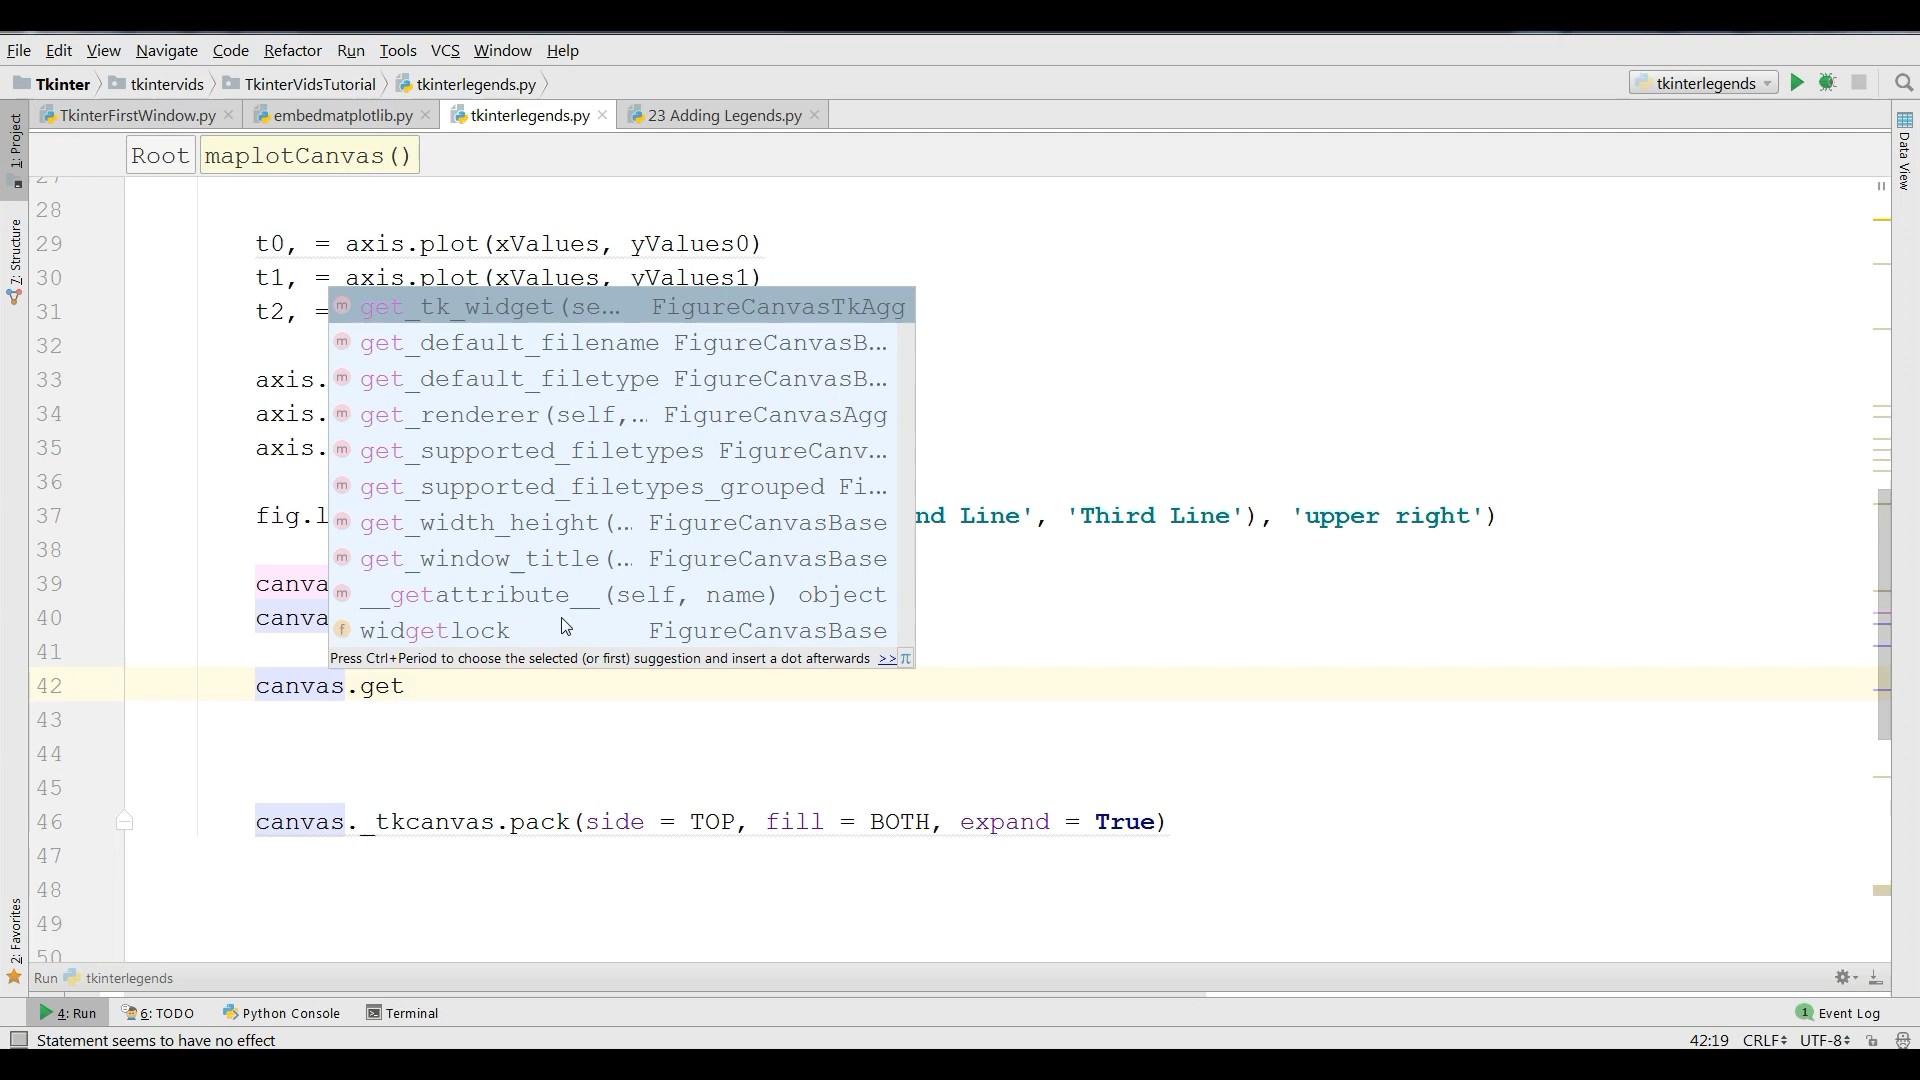 File Edit View Navigate Code Refactor Run Tools VCS Window Help
Tkinter tkintervids TkinterVidsTutorial tkinterlegends.py tkinterlegends
TkinterFirstWindow.py embedmatplotlib.py tkinterlegends.py 23 Adding Legends.py
1: Project
7: Structure
2: Favorites
Data View
Root maplotCanvas()
27
28
29 t0, = axis.plot(xValues, yValues0)
30 t1, = axis.plot(xValues, yValues1)
31 t2, =
32
33 axis.
34 axis.
35 axis.
36
37 fig.l nd Line', 'Third Line'), 'upper right')
38
39 canva
40 canva
41
42 canvas.get
43
44
45
46 canvas._tkcanvas.pack(side = TOP, fill = BOTH, expand = True)
47
48
49
50
m get_tk_widget(se... FigureCanvasTkAgg
m get_default_filename FigureCanvasB...
m get_default_filetype FigureCanvasB...
m get_renderer(self,... FigureCanvasAgg
m get_supported_filetypes FigureCanv...
m get_supported_filetypes_grouped Fi...
m get_width_height(... FigureCanvasBase
m get_window_title(... FigureCanvasBase
m __getattribute__(self, name) object
f widgetlock FigureCanvasBase
Press Ctrl+Period to choose the selected (or first) suggestion and insert a dot afterwards >> π
Run tkinterlegends
4: Run 6: TODO Python Console Terminal 1 Event Log
Statement seems to have no effect 42:19 CRLF UTF-8